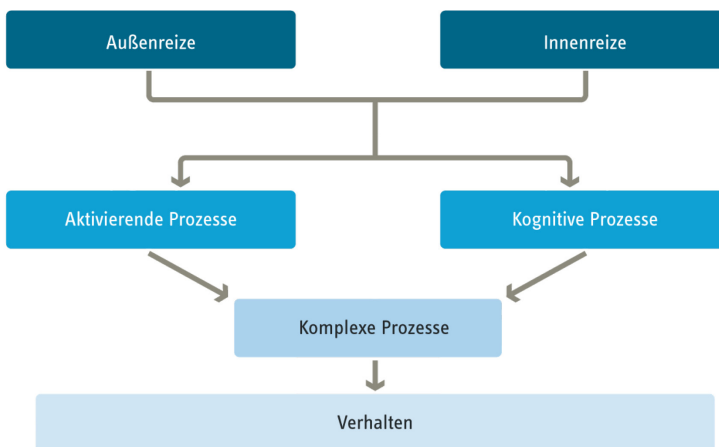 Außenreize
Innenreize
Aktivierende Prozesse
Kognitive Prozesse
Komplexe Prozesse
Verhalten